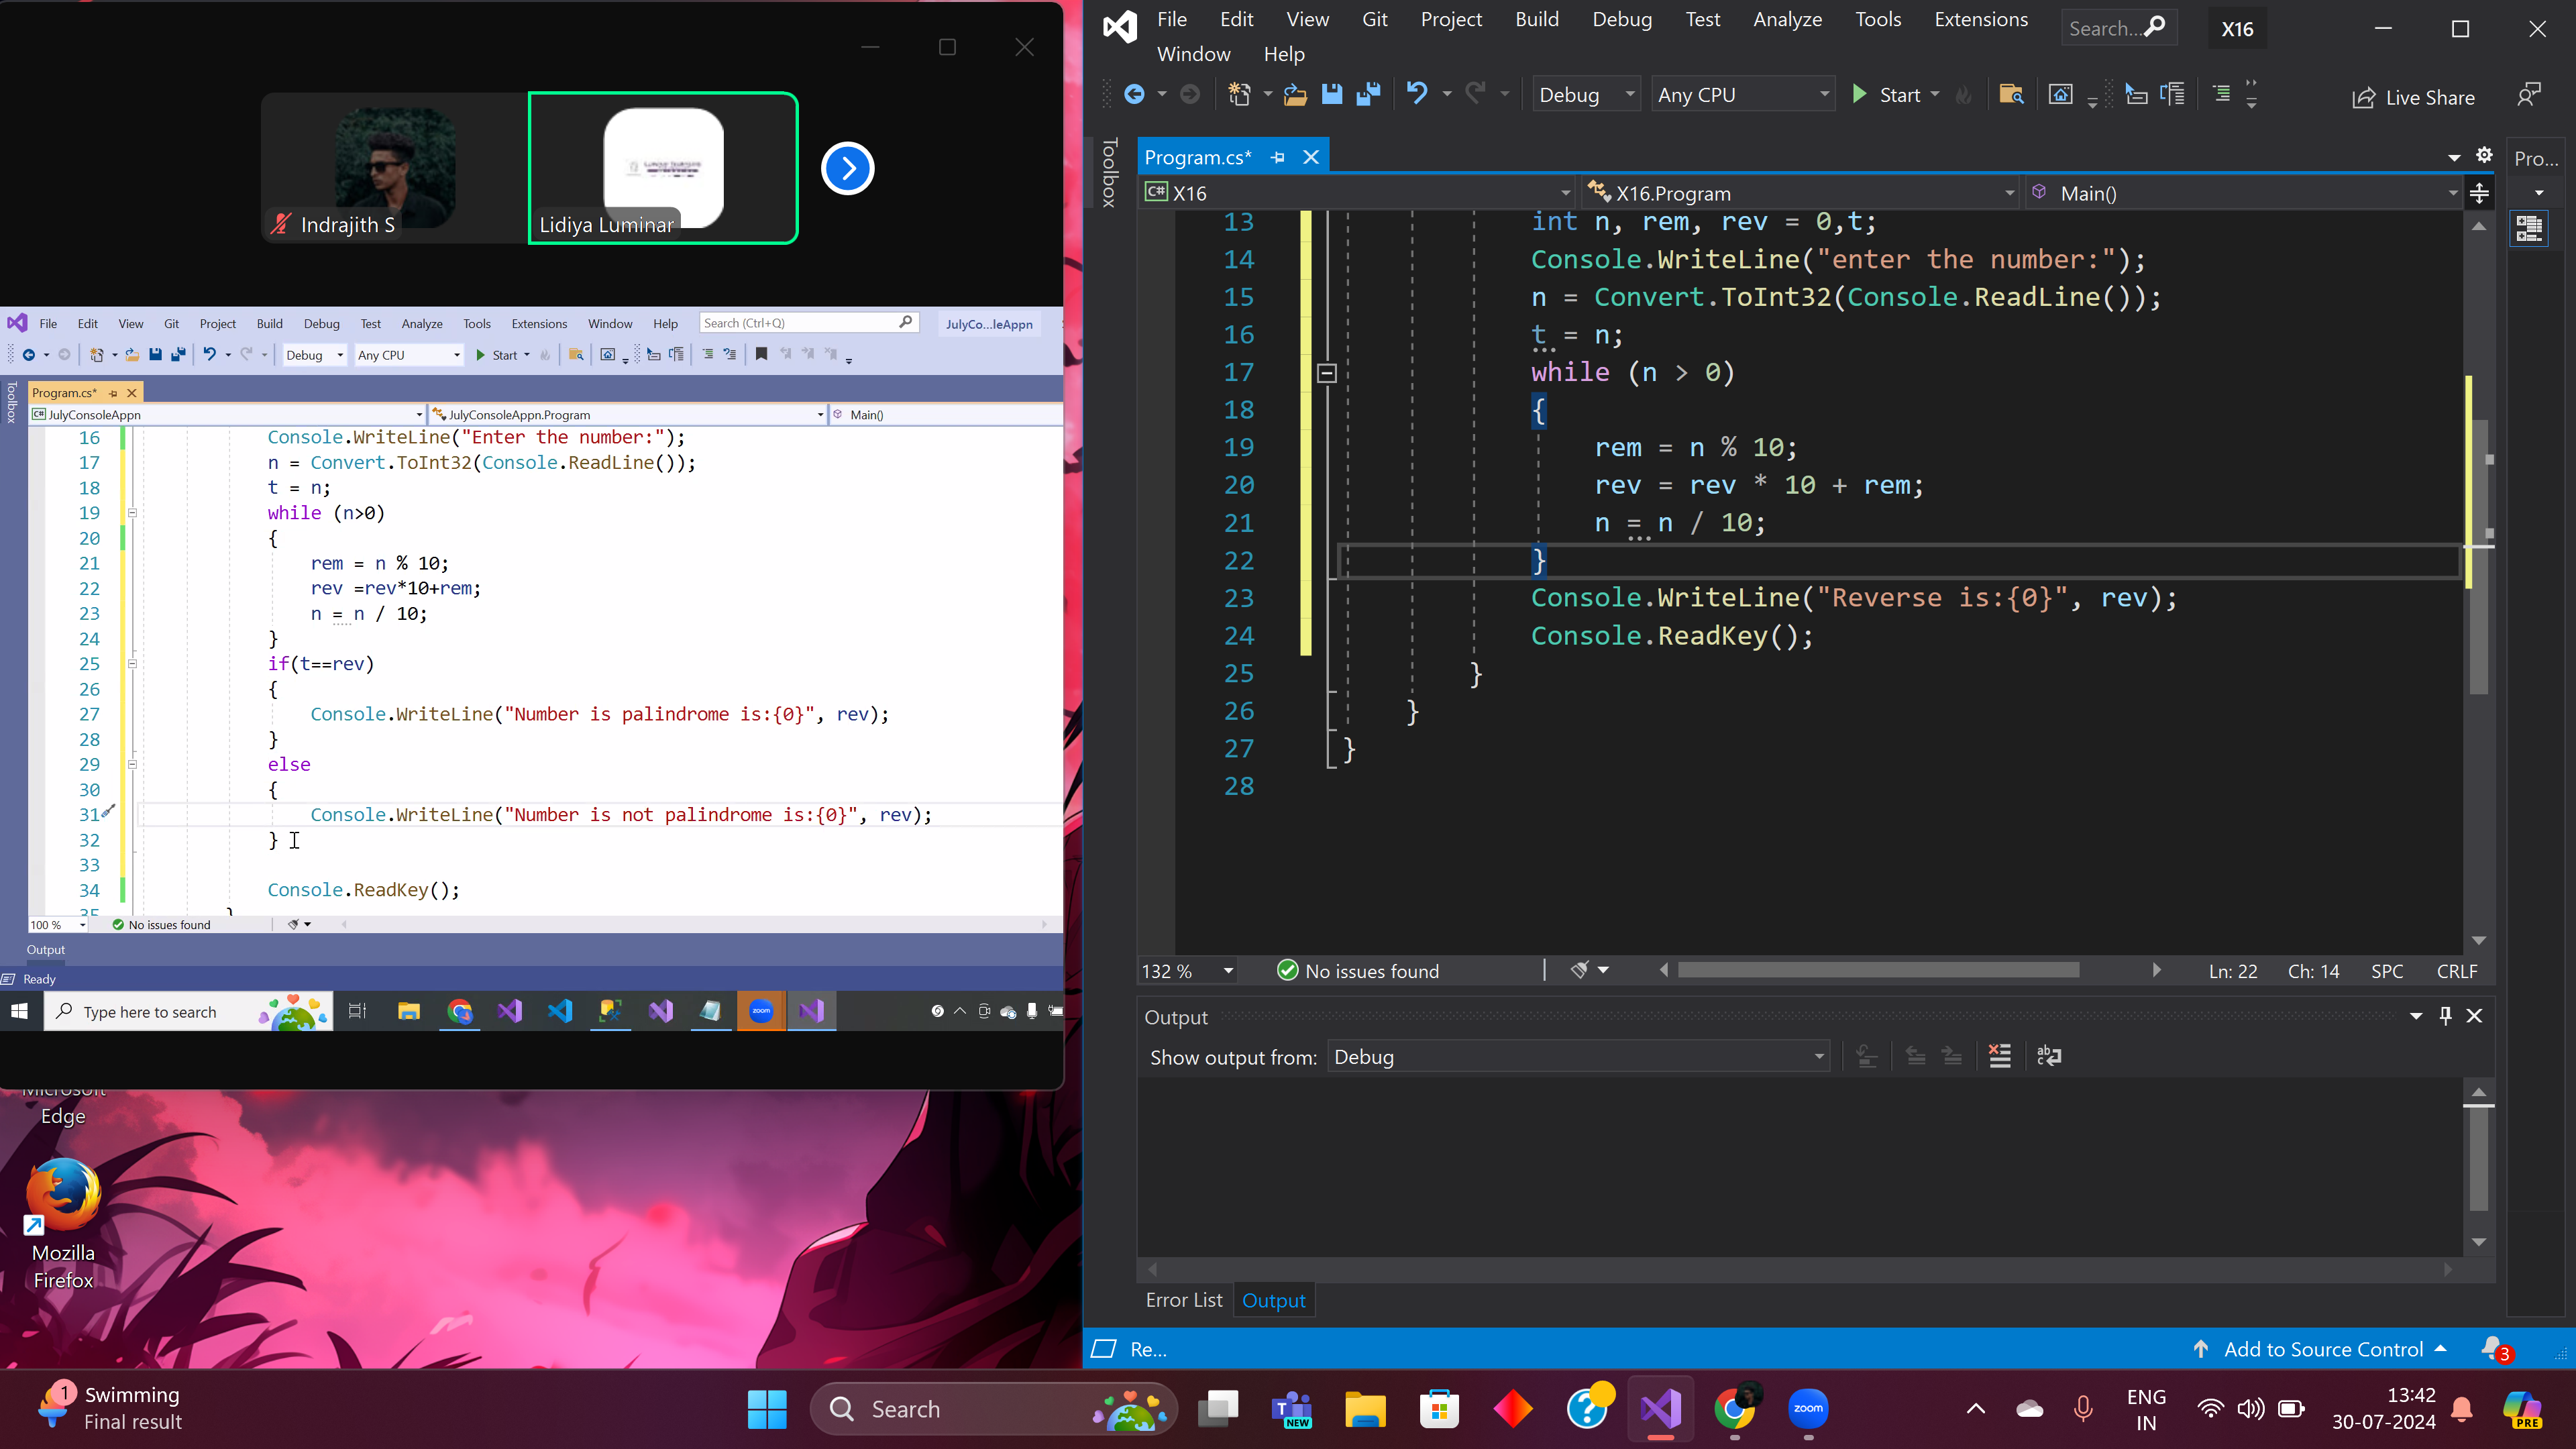 Indrajith S
Lidiya Luminar
File Edit View Git Project Build Debug Test Analyze Tools Extensions Window Help Search (Ctrl+Q) JulyCo...leAppn
Debug Any CPU Start
Toolbox
Program.cs*
C# JulyConsoleAppn JulyConsoleAppn.Program Main()
16 Console.WriteLine("Enter the number:");
17 n = Convert.ToInt32(Console.ReadLine());
18 t = n;
19 while (n>0)
20 {
21 rem = n % 10;
22 rev =rev*10+rem;
23 n = n / 10;
24 }
25 if(t==rev)
26 {
27 Console.WriteLine("Number is palindrome is:{0}", rev);
28 }
29 else
30 {
31 Console.WriteLine("Number is not palindrome is:{0}", rev);
32 }
33
34 Console.ReadKey();
35 }
100 % No issues found
Output
Ready
Type here to search
zoom
Microsoft
Edge
Mozilla
Firefox
File Edit View Git Project Build Debug Test Analyze Tools Extensions
Search... X16
Window Help
Debug Any CPU Start Live Share
Toolbox
Program.cs*
Pro...
C# X16 X16.Program Main()
13 int n, rem, rev = 0,t;
14 Console.WriteLine("enter the number:");
15 n = Convert.ToInt32(Console.ReadLine());
16 t = n;
17 while (n > 0)
18 {
19 rem = n % 10;
20 rev = rev * 10 + rem;
21 n = n / 10;
22 }
23 Console.WriteLine("Reverse is:{0}", rev);
24 Console.ReadKey();
25 }
26 }
27 }
28
132 % No issues found Ln: 22 Ch: 14 SPC CRLF
Output
Show output from: Debug
Error List Output
Re... Add to Source Control 3
1 Swimming
Final result
Search
NEW
zoom
ENG
IN
13:42
30-07-2024
PRE